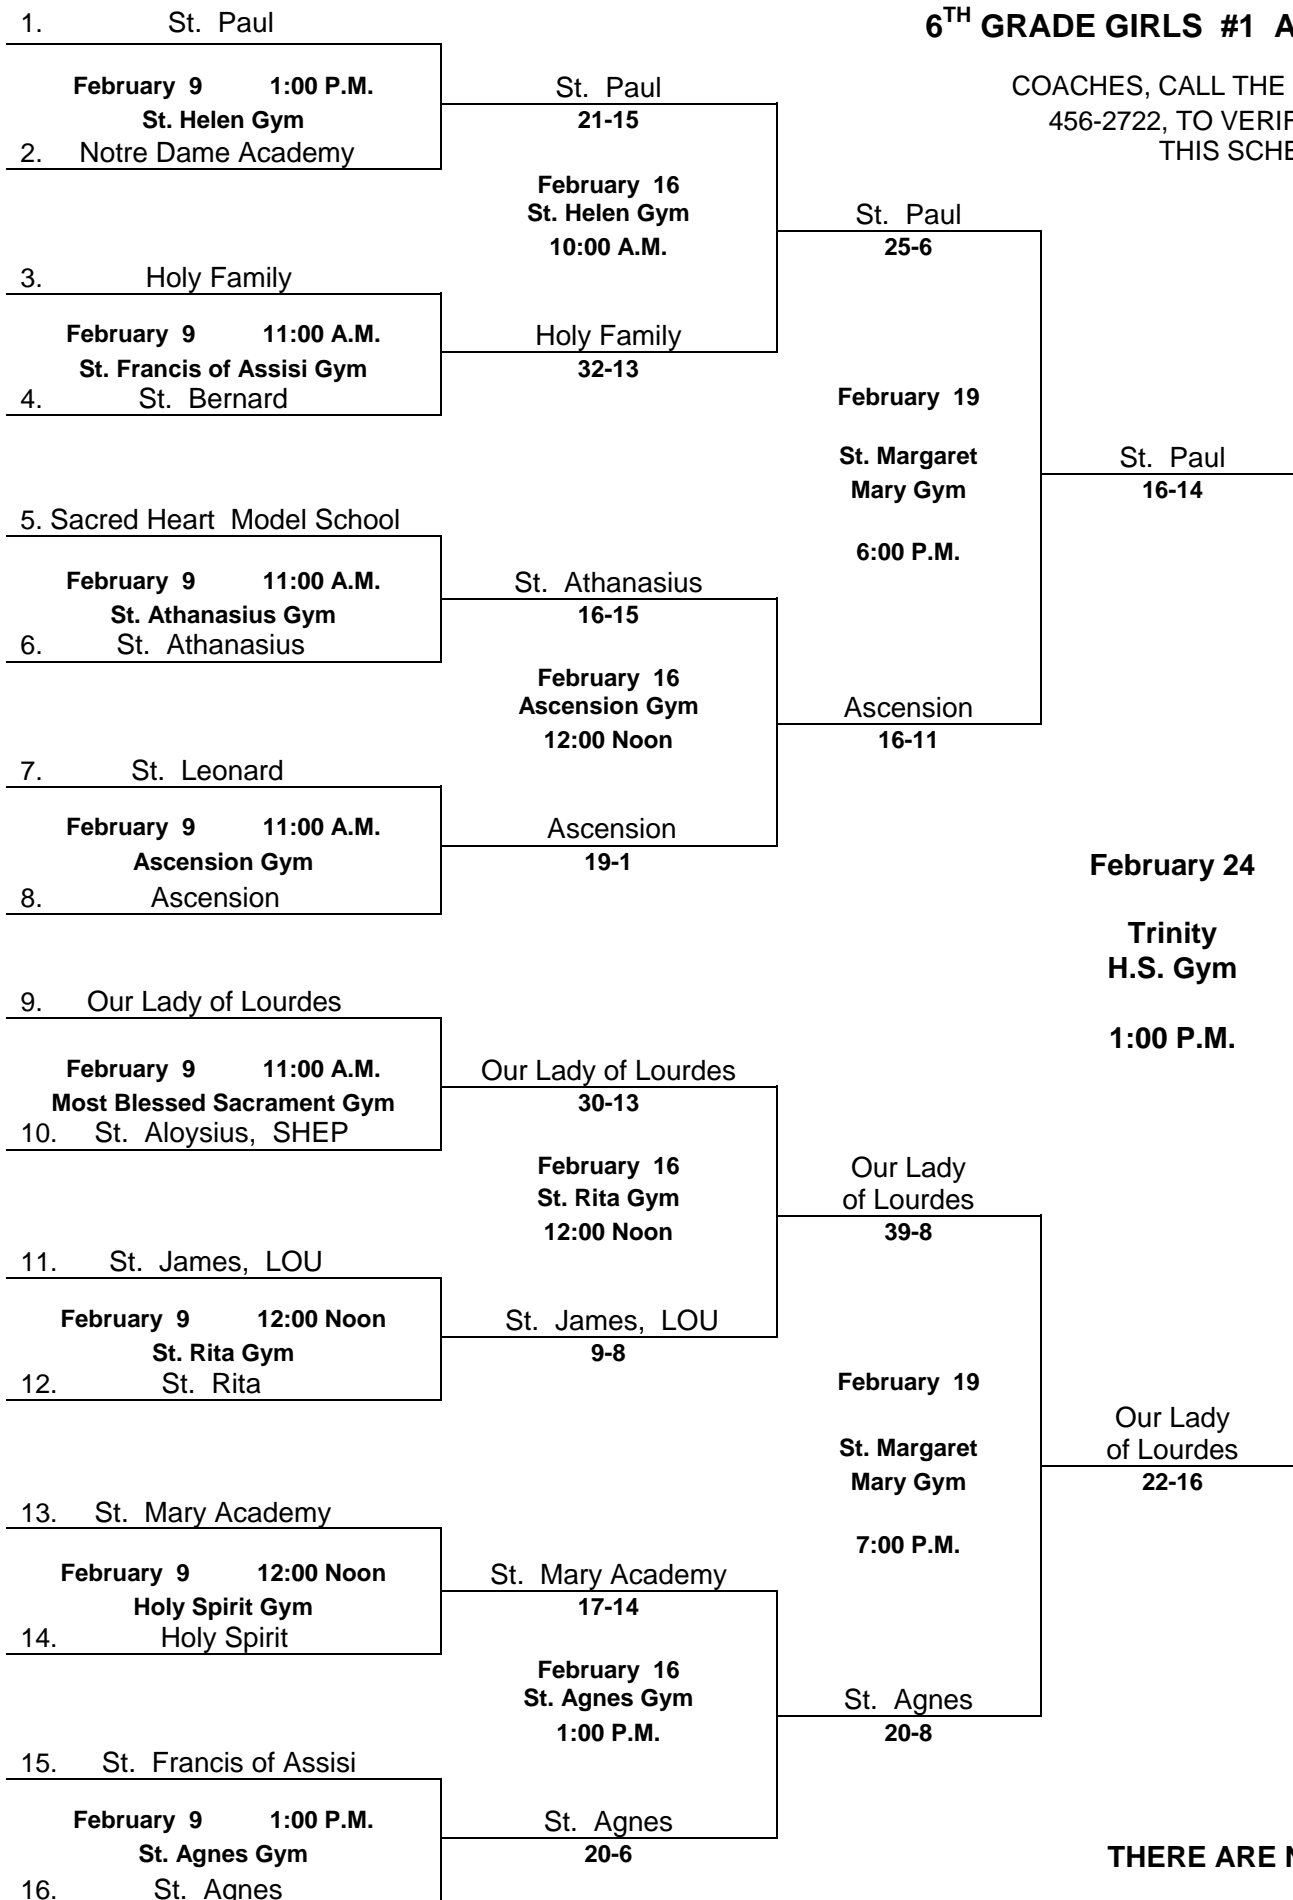 1. St. Paul
6TH GRADE GIRLS #1 A
COACHES, CALL THE
456-2722, TO VERIF
THIS SCHE
February 9 1:00 P.M.
St. Helen Gym
2. Notre Dame Academy
St. Paul
21-15
February 16
St. Helen Gym
10:00 A.M.
St. Paul
25-6
3. Holy Family
February 9 11:00 A.M.
St. Francis of Assisi Gym
4. St. Bernard
Holy Family
32-13
February 19
St. Margaret
Mary Gym
6:00 P.M.
St. Paul
16-14
5. Sacred Heart Model School
February 9 11:00 A.M.
St. Athanasius Gym
6. St. Athanasius
St. Athanasius
16-15
February 16
Ascension Gym
12:00 Noon
Ascension
16-11
7. St. Leonard
February 9 11:00 A.M.
Ascension Gym
8. Ascension
Ascension
19-1
February 24
Trinity
H.S. Gym
1:00 P.M.
9. Our Lady of Lourdes
February 9 11:00 A.M.
Most Blessed Sacrament Gym
10. St. Aloysius, SHEP
Our Lady of Lourdes
30-13
February 16
St. Rita Gym
12:00 Noon
Our Lady
of Lourdes
39-8
11. St. James, LOU
February 9 12:00 Noon
St. Rita Gym
12. St. Rita
St. James, LOU
9-8
February 19
St. Margaret
Mary Gym
7:00 P.M.
Our Lady
of Lourdes
22-16
13. St. Mary Academy
February 9 12:00 Noon
Holy Spirit Gym
14. Holy Spirit
St. Mary Academy
17-14
February 16
St. Agnes Gym
1:00 P.M.
St. Agnes
20-8
15. St. Francis of Assisi
February 9 1:00 P.M.
St. Agnes Gym
16. St. Agnes
St. Agnes
20-6
THERE ARE N